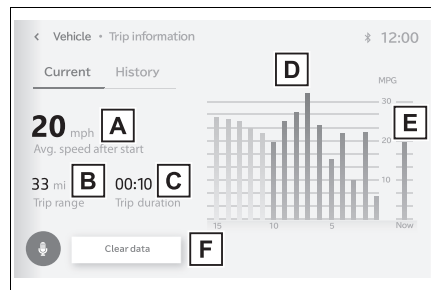 < Vehicle • Trip information 12:00
Current History
D
MPG
30
20 mph A
E
Avg. speed after start
20
33 mi B 00:10 C
Trip range Trip duration
10
15 10 5 Now
Clear data F